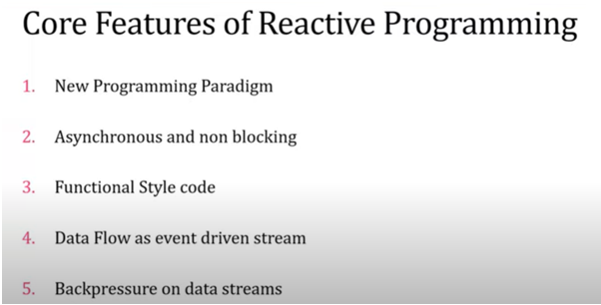 Core Features of Reactive Programming
1. New Programming Paradigm
2. Asynchronous and non blocking
3. Functional Style code
4. Data Flow as event driven stream
5. Backpressure on data streams